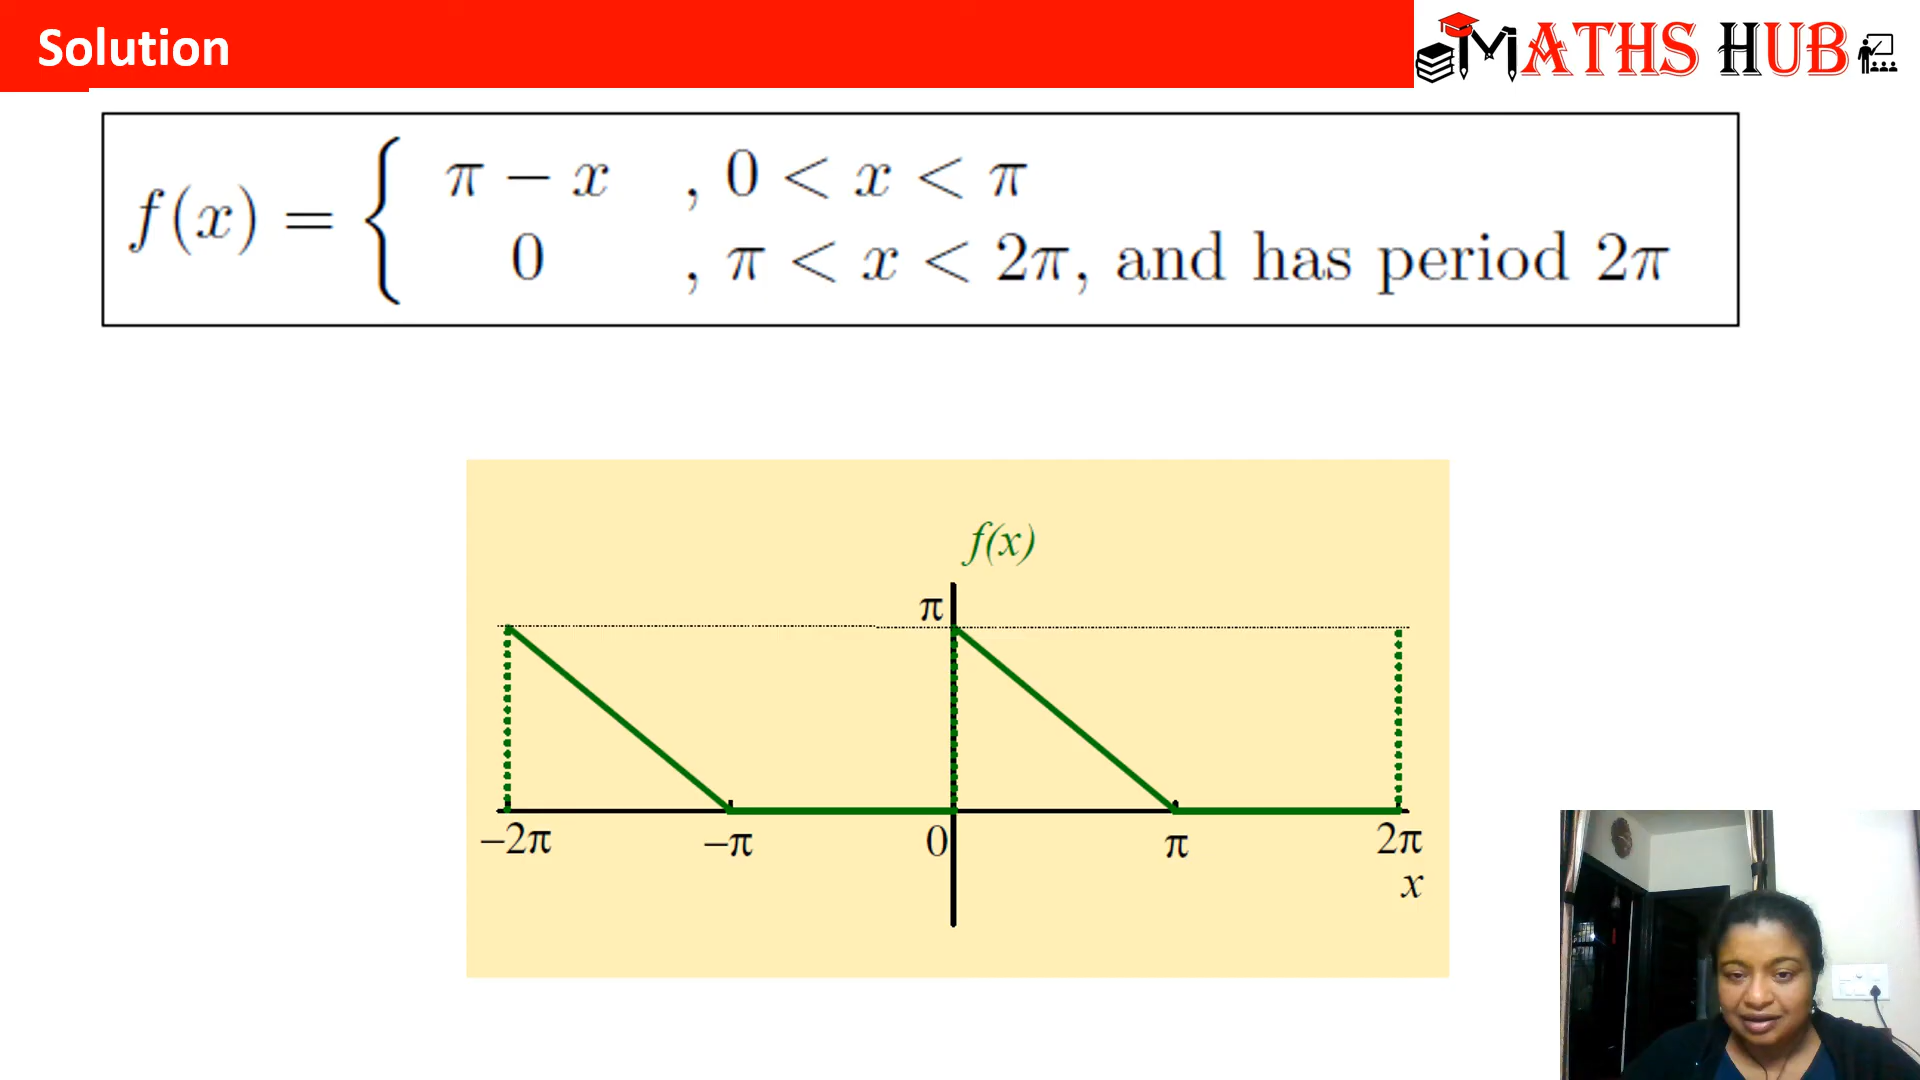 Solution
MATHS HUB
f(x) = { π − x , 0 < x < π
0 , π < x < 2π, and has period 2π
f(x)
π
−2π −π 0 π 2π
x